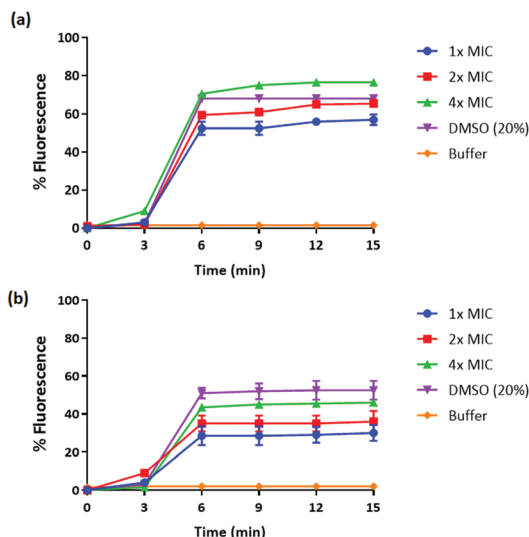 (a)
100
80
60
40
20
0
% Fluorescence
0 3 6 9 12 15
Time (min)
1x MIC
2x MIC
4x MIC
DMSO (20%)
Buffer
(b)
100
80
60
40
20
0
% Fluorescence
0 3 6 9 12 15
Time (min)
1x MIC
2x MIC
4x MIC
DMSO (20%)
Buffer